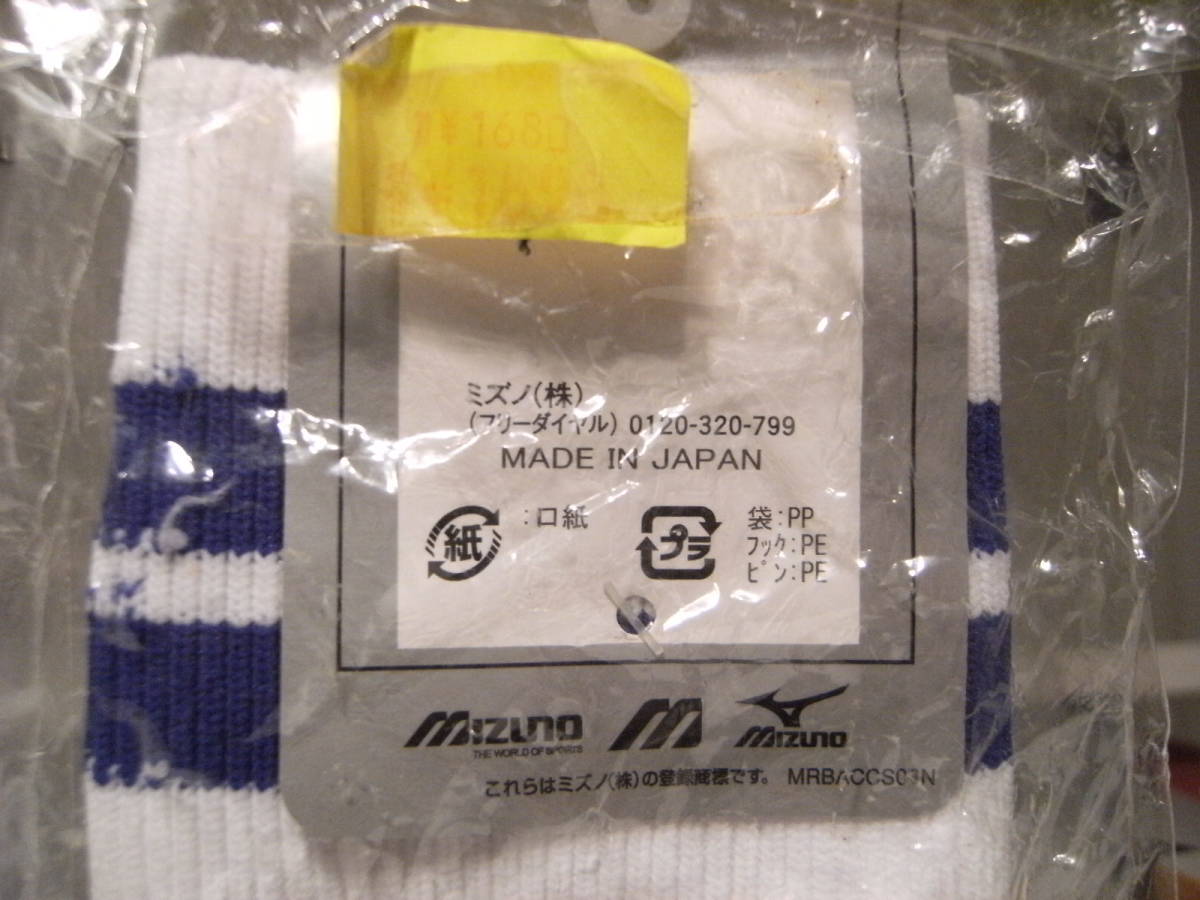 ¥1680
ミズノ(株)
(フリーダイヤル) 0120-320-799
MADE IN JAPAN
紙
:口紙
プラ
袋:PP
フック:PE
ピン:PE
MIZUNO
THE WORLD OF SPORTS
M
MIZUNO
これらはミズノ(株)の登録商標です。 MRBACCS03N